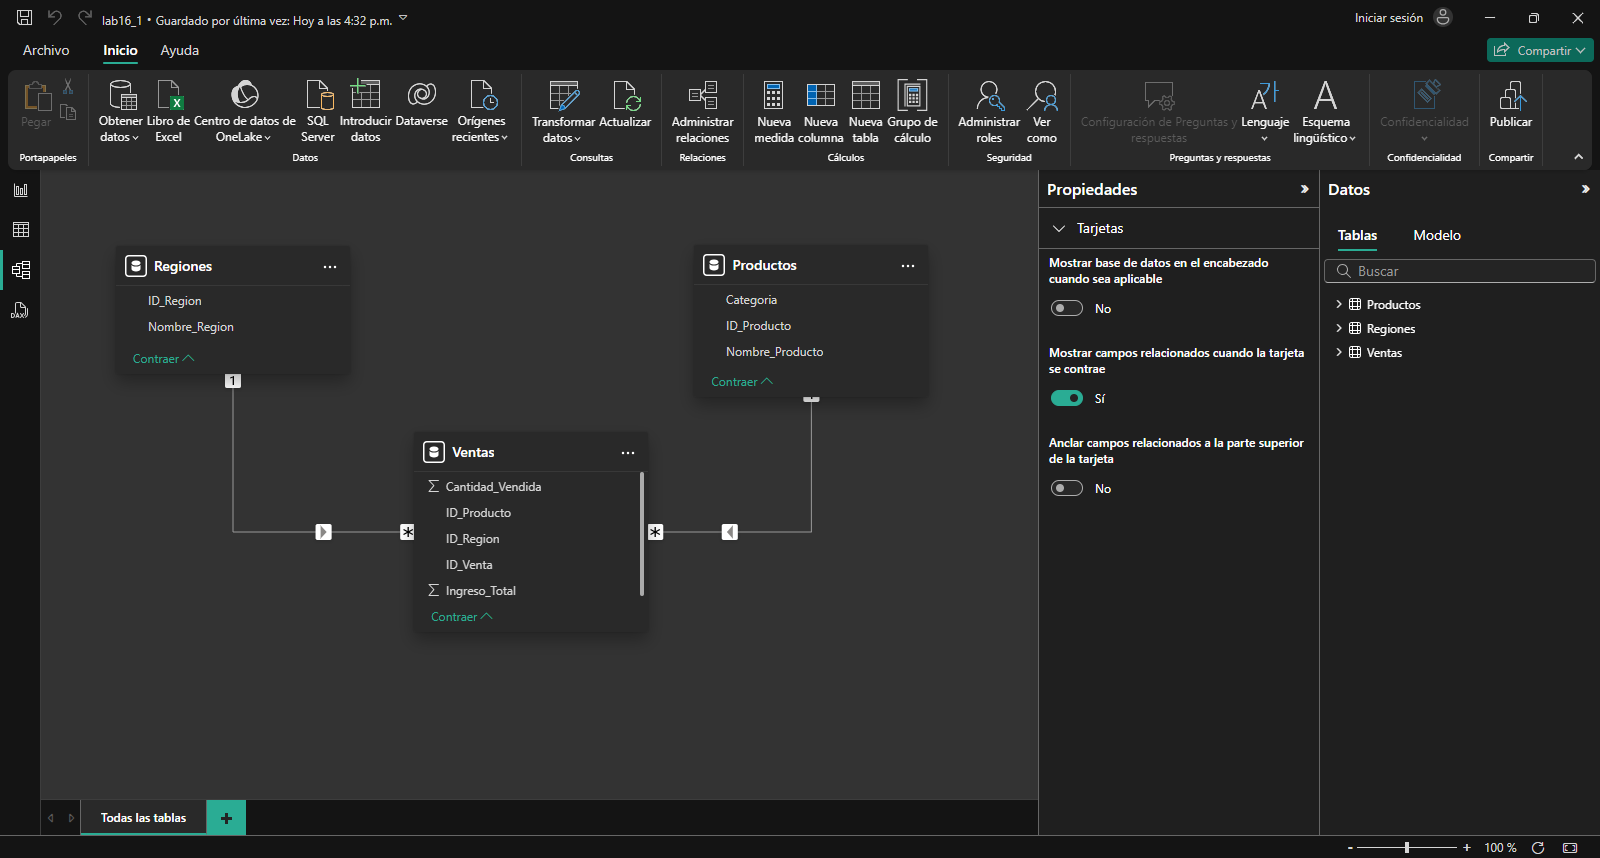 lab16_1 • Guardado por última vez: Hoy a las 4:32 p.m.
Iniciar sesión
Archivo
Inicio
Ayuda
Compartir
Pegar
Portapapeles
Obtener
datos
Libro de
Excel
Centro de datos de
OneLake
SQL
Server
Introducir
datos
Dataverse
Orígenes
recientes
Datos
Transformar
datos
Actualizar
Consultas
Administrar
relaciones
Relaciones
Nueva
medida
Nueva
columna
Nueva
tabla
Grupo de
cálculo
Cálculos
Administrar
roles
Ver
como
Seguridad
Configuración de Preguntas y
respuestas
Lenguaje
Esquema
lingüístico
Preguntas y respuestas
Confidencialidad
Confidencialidad
Publicar
Compartir
DAX
Regiones
ID_Region
Nombre_Region
Contraer
1
Productos
Categoria
ID_Producto
Nombre_Producto
Contraer
Ventas
Cantidad_Vendida
ID_Producto
ID_Region
ID_Venta
Ingreso_Total
Contraer
*
*
Propiedades
Tarjetas
Mostrar base de datos en el encabezado
cuando sea aplicable
No
Mostrar campos relacionados cuando la tarjeta
se contrae
Sí
Anclar campos relacionados a la parte superior
de la tarjeta
No
Datos
Tablas
Modelo
Buscar
Productos
Regiones
Ventas
Todas las tablas
+
- + 100 %